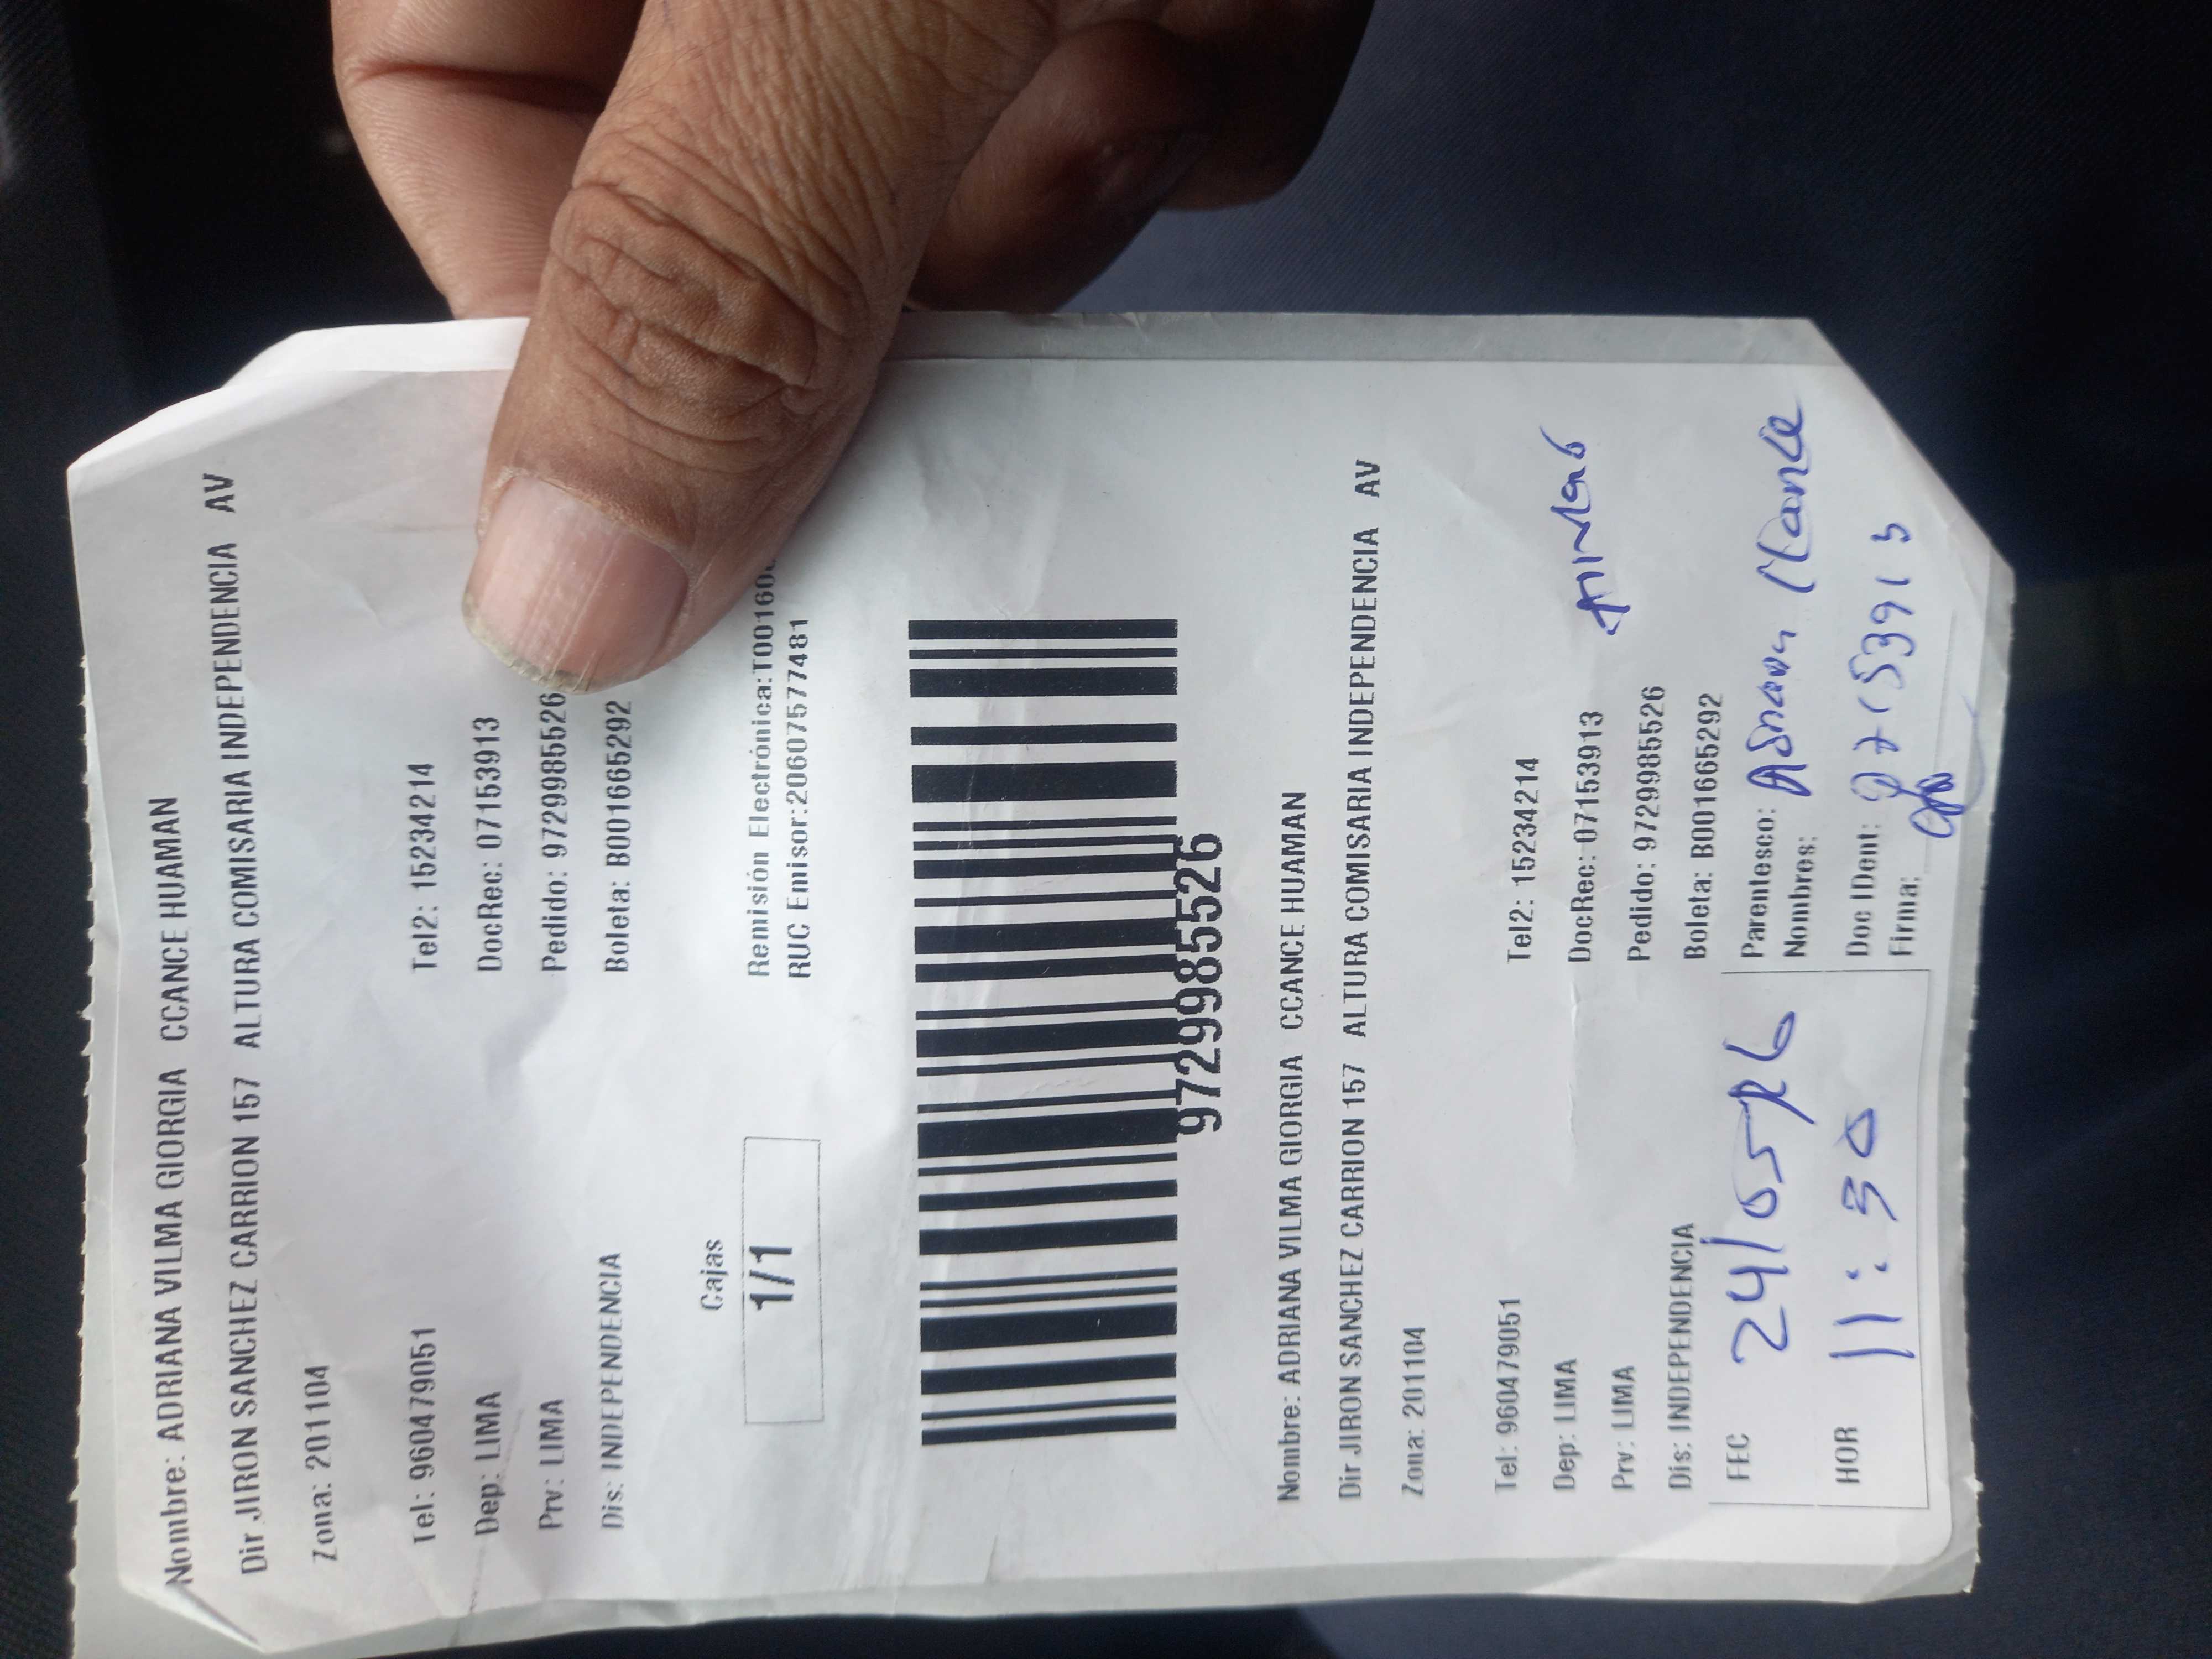 Nombre: ADRIANA VILMA GIORGIA CCANCE HUAMAN
Dir JIRON SANCHEZ CARRION 157 ALTURA COMISARIA INDEPENDENCIA AV
Zona: 201104
Tel: 960479051 Tel2: 15234214
Dep: LIMA DocRec: 07153913
Prv: LIMA Pedido: 9729985526
Dis: INDEPENDENCIA Boleta: B001665292
Cajas
1/1
Remisión Electrónica:T00160
RUC Emisor:20607577481
9729985526
Nombre: ADRIANA VILMA GIORGIA CCANCE HUAMAN
Dir JIRON SANCHEZ CARRION 157 ALTURA COMISARIA INDEPENDENCIA AV
Zona: 201104
Tel: 960479051 Tel2: 15234214
Dep: LIMA DocRec: 07153913
Prv: LIMA Pedido: 9729985526
Dis: INDEPENDENCIA Boleta: B001665292
FEC 24/05/26 Parentesco:
Nombres:
HOR 11:30 Doc IDent: 07153913
Firma: